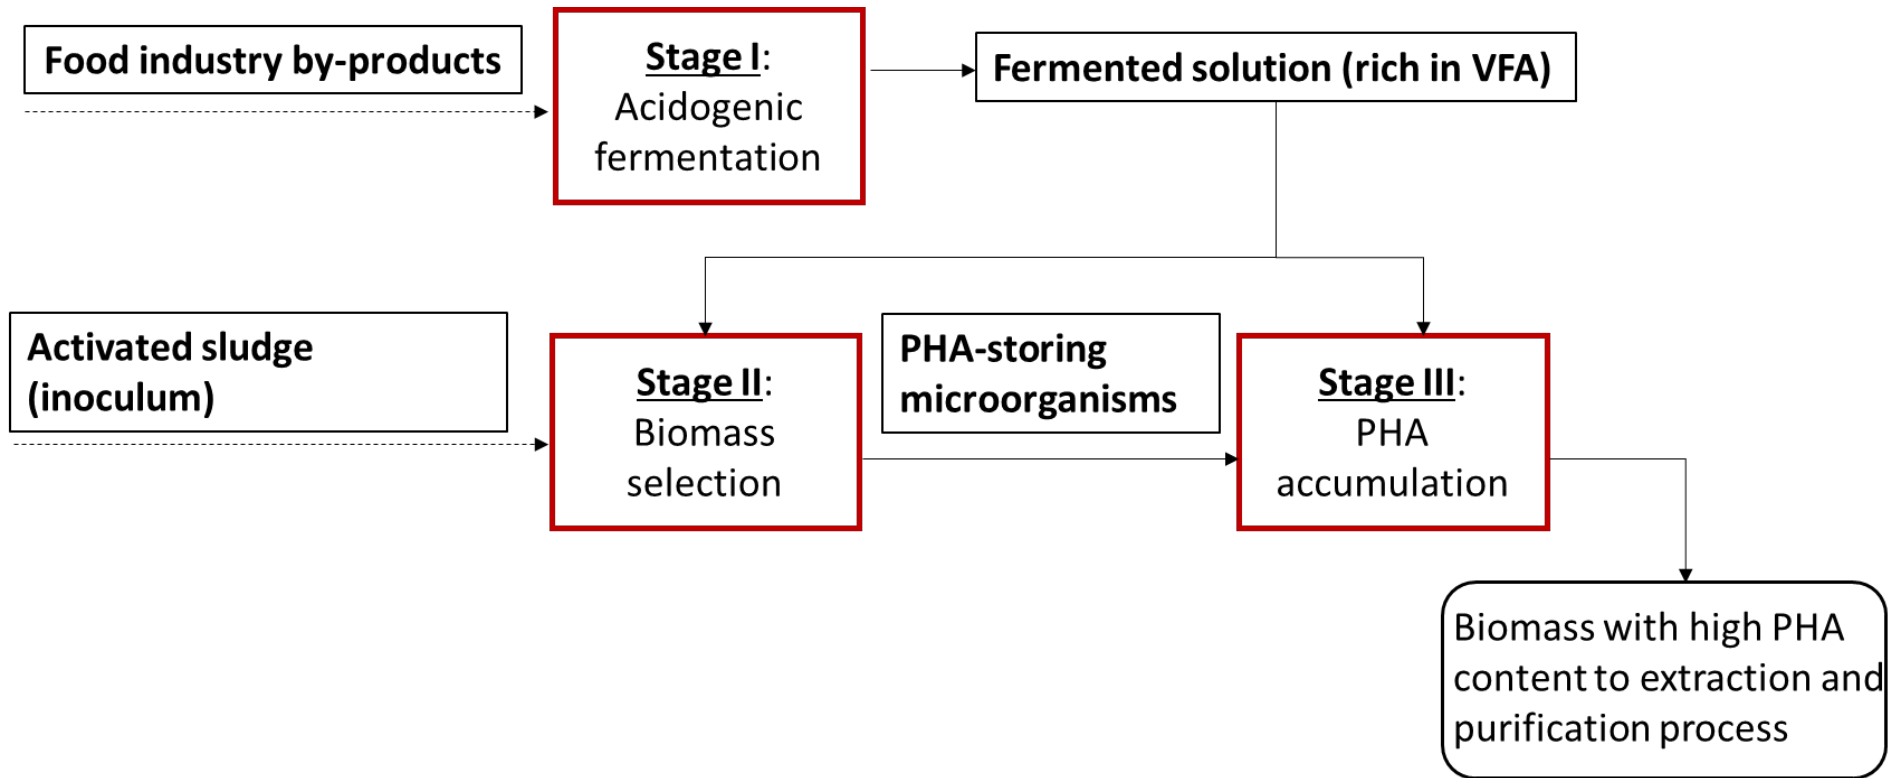 Food industry by-products
Stage I:
Acidogenic
fermentation
Fermented solution (rich in VFA)
Activated sludge
(inoculum)
Stage II:
Biomass
selection
PHA-storing
microorganisms
Stage III:
PHA
accumulation
Biomass with high PHA
content to extraction and
purification process